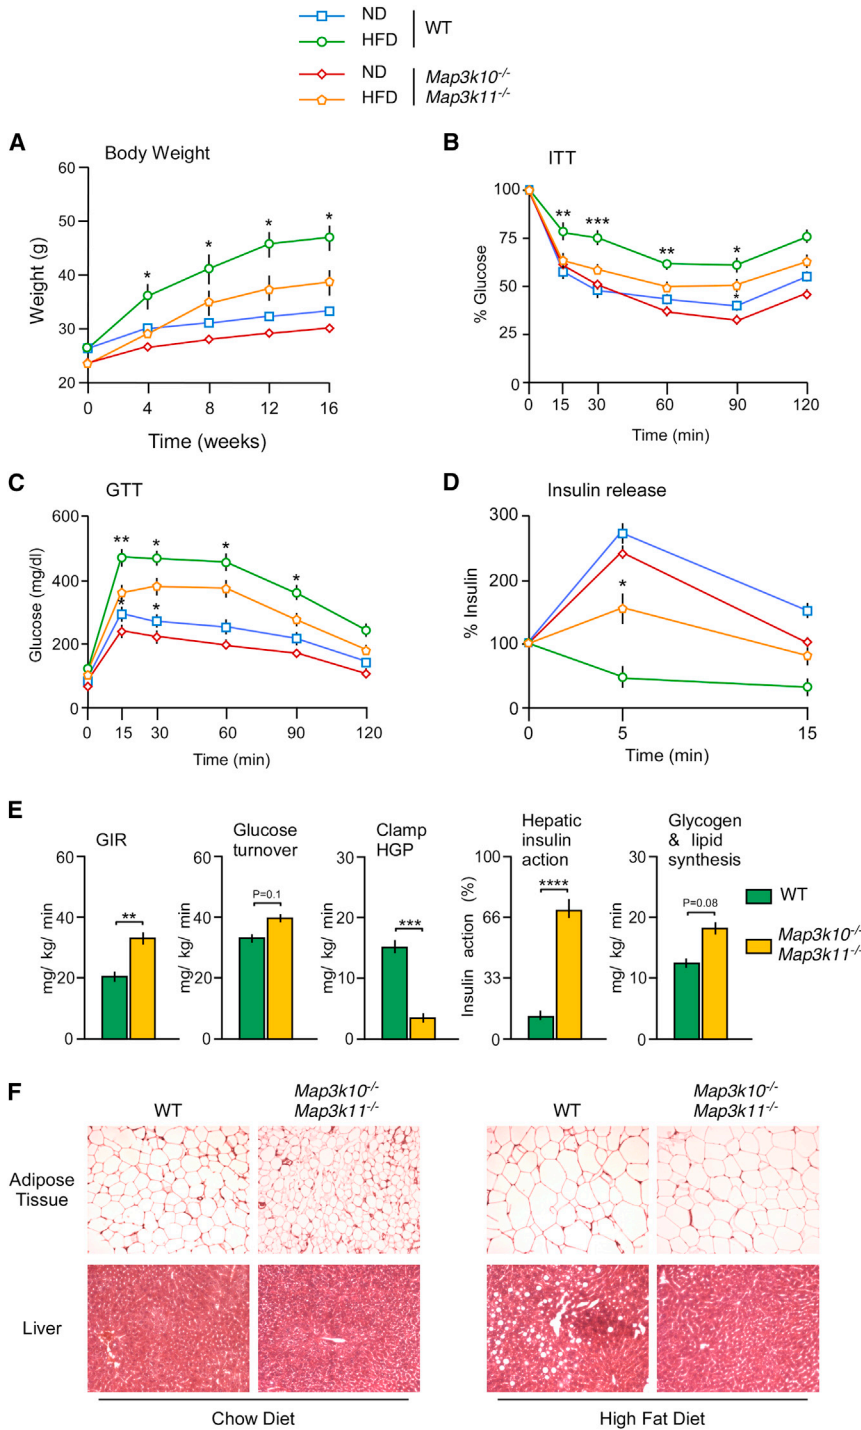 ND
HFD
WT
ND
HFD
Map3k10-/-
Map3k11-/-
A
Body Weight
Weight (g)
60
50
40
30
20
* * * *
0 4 8 12 16
Time (weeks)
B
ITT
% Glucose
100
75
50
25
0
** *** ** *
*
0 15 30 60 90 120
Time (min)
C
GTT
Glucose (mg/dl)
600
400
200
0
** * * *
* *
0 15 30 60 90 120
Time (min)
D
Insulin release
% Insulin
300
200
100
0
*
0 5 15
Time (min)
E
GIR
mg/ kg/ min
60
40
20
0
**
Glucose
turnover
mg/ kg/ min
60
40
20
0
P=0.1
Clamp
HGP
mg/ kg/ min
30
20
10
0
***
Hepatic
insulin
action
Insulin action (%)
100
66
33
0
****
Glycogen
& lipid
synthesis
mg/ kg/ min
30
20
10
0
P=0.08
WT
Map3k10-/-
Map3k11-/-
F
WT
Map3k10-/-
Map3k11-/-
WT
Map3k10-/-
Map3k11-/-
Adipose
Tissue
Liver
Chow Diet
High Fat Diet